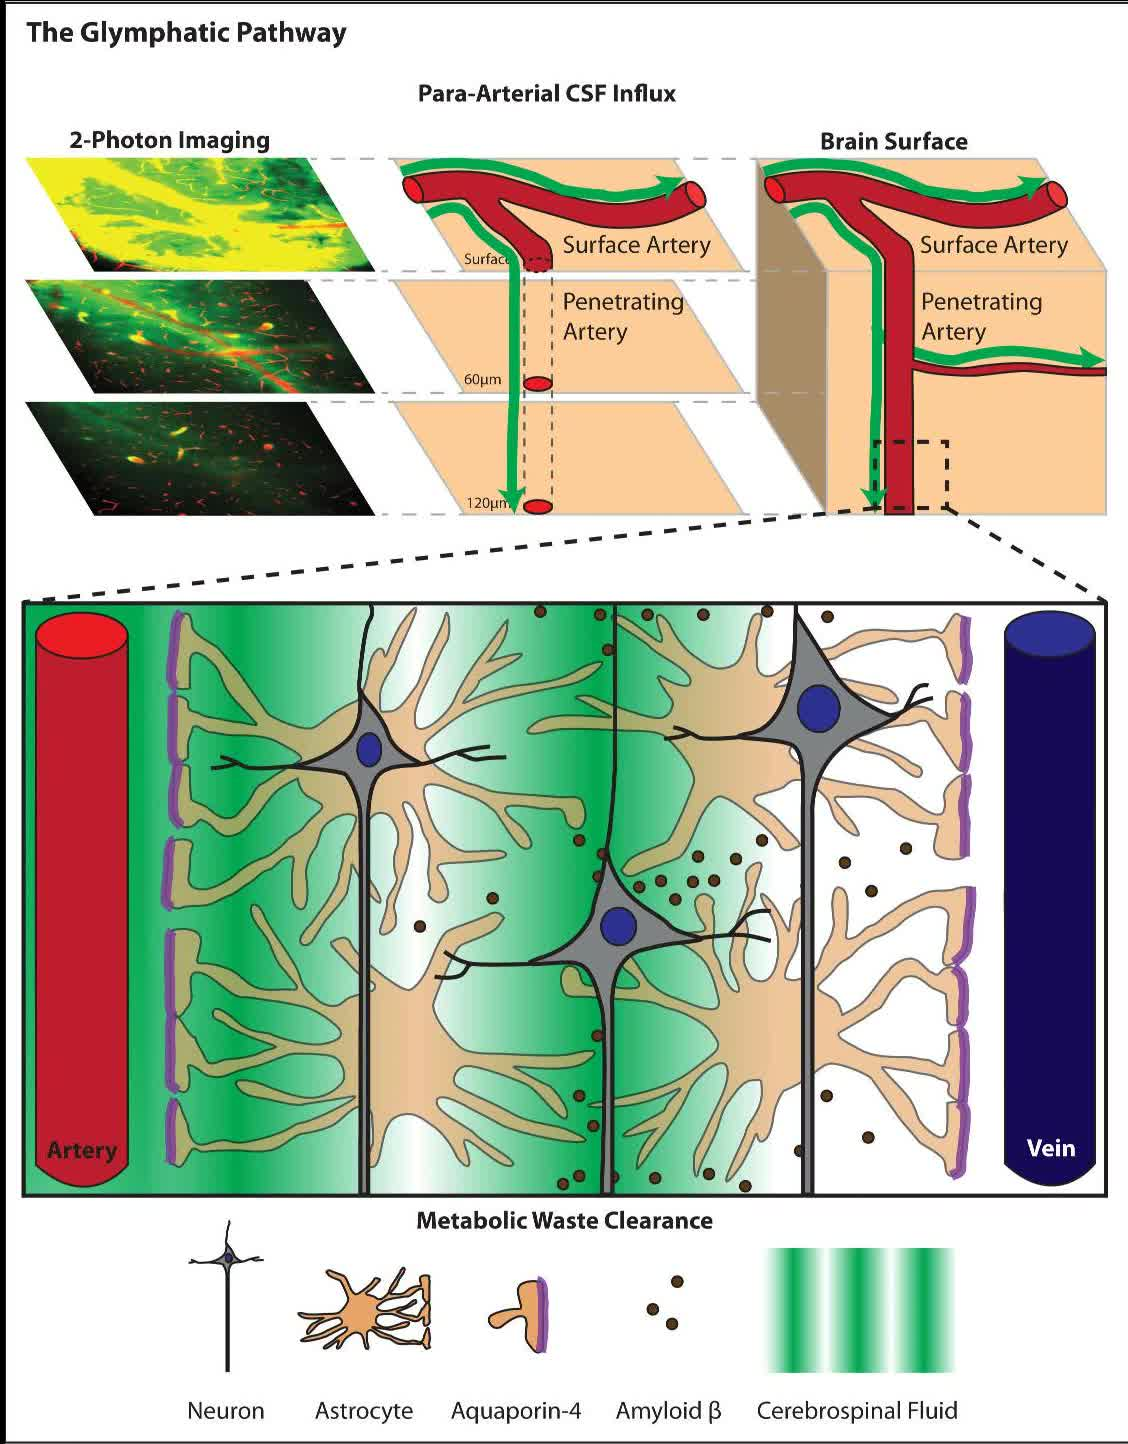 The Glymphatic Pathway
Para-Arterial CSF Influx
2-Photon Imaging
Brain Surface
Surface Artery
Surface
Penetrating
Artery
60μm
120μm
Surface Artery
Penetrating
Artery
Artery
Vein
Metabolic Waste Clearance
Neuron
Astrocyte
Aquaporin-4
Amyloid β
Cerebrospinal Fluid